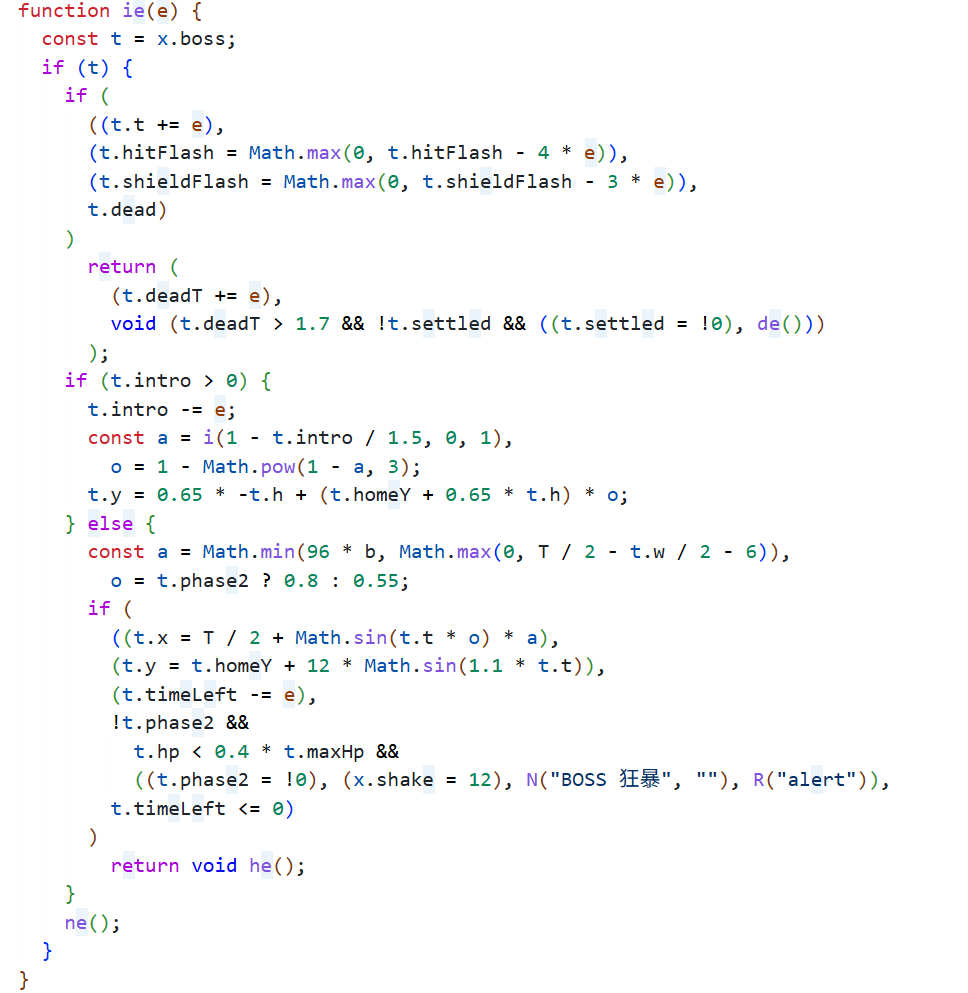 function ie(e) {
  const t = x.boss;
  if (t) {
    if (
      ((t.t += e),
      (t.hitFlash = Math.max(0, t.hitFlash - 4 * e)),
      (t.shieldFlash = Math.max(0, t.shieldFlash - 3 * e)),
      t.dead)
    )
      return (
        (t.deadT += e),
        void (t.deadT > 1.7 && !t.settled && ((t.settled = !0), de()))
      );
    if (t.intro > 0) {
      t.intro -= e;
      const a = i(1 - t.intro / 1.5, 0, 1),
        o = 1 - Math.pow(1 - a, 3);
      t.y = 0.65 * -t.h + (t.homeY + 0.65 * t.h) * o;
    } else {
      const a = Math.min(96 * b, Math.max(0, T / 2 - t.w / 2 - 6)),
        o = t.phase2 ? 0.8 : 0.55;
      if (
        ((t.x = T / 2 + Math.sin(t.t * o) * a),
        (t.y = t.homeY + 12 * Math.sin(1.1 * t.t)),
        (t.timeLeft -= e),
        !t.phase2 &&
          t.hp < 0.4 * t.maxHp &&
          ((t.phase2 = !0), (x.shake = 12), N("BOSS 狂暴", ""), R("alert")),
        t.timeLeft <= 0)
      )
        return void he();
    }
    ne();
  }
}